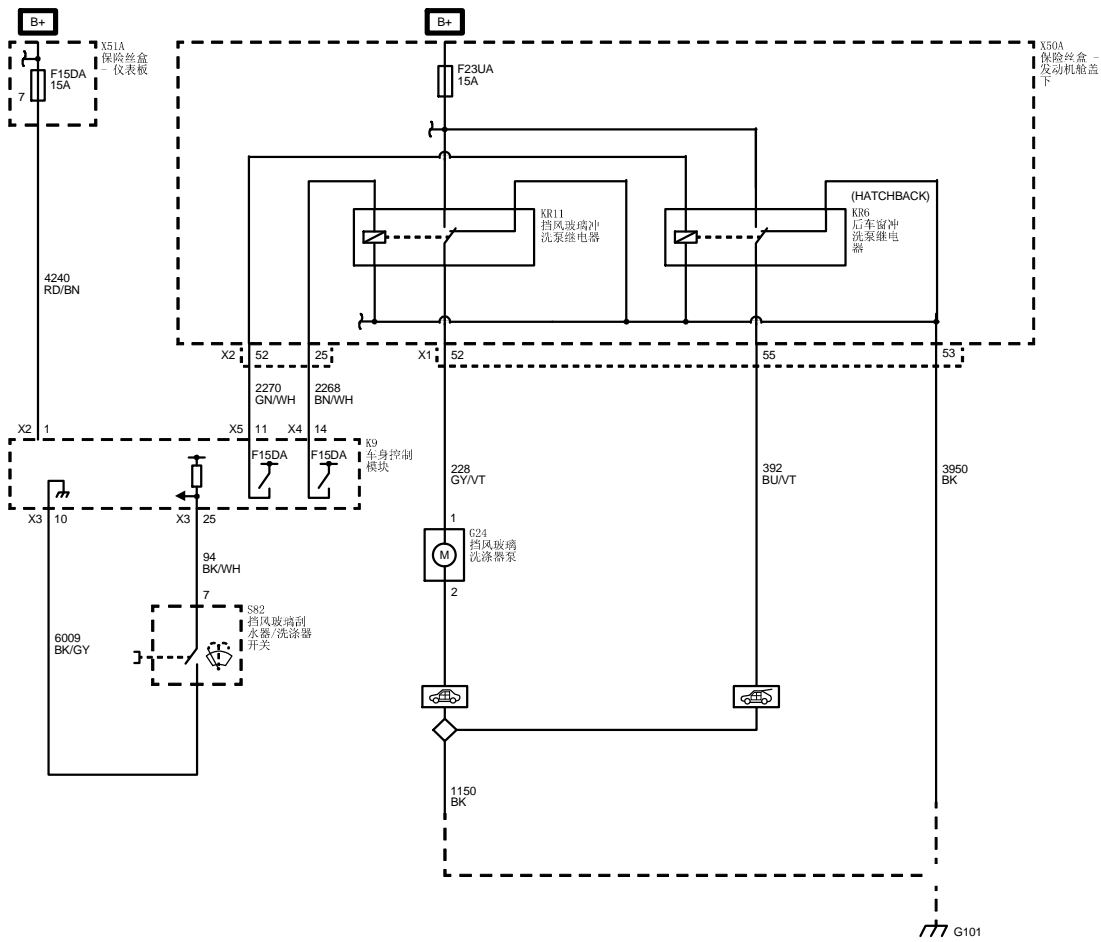 B+
B+
X51A
保险丝盒
- 仪表板
F15DA
15A
7
X50A
保险丝盒 -
发动机舱盖
下
F23UA
15A
(HATCHBACK)
KR11
挡风玻璃冲
洗泵继电器
KR6
后车窗冲
洗泵继电
器
4240
RD/BN
X2 52
25
X1 52
55
53
2270
GN/WH
2268
BN/WH
X2 1
X5 11
X4 14
K9
车身控制
模块
F15DA
F15DA
228
GY/VT
392
BU/VT
3950
BK
X3 10
X3 25
1
G24
挡风玻璃
洗涤器泵
M
2
94
BK/WH
7
S82
挡风玻璃刮
水器/洗涤器
开关
6009
BK/GY
1150
BK
G101